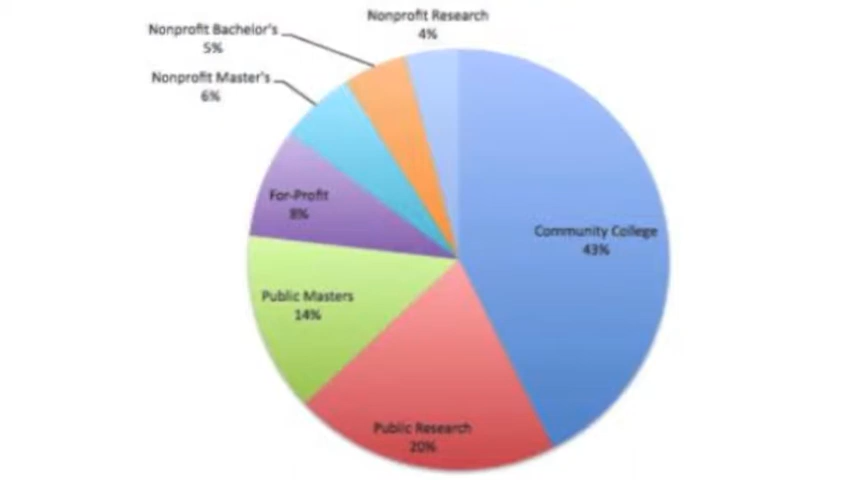 Nonprofit Research
4%
Nonprofit Bachelor's
5%
Nonprofit Master's
6%
For-Profit
8%
Community College
43%
Public Masters
14%
Public Research
20%